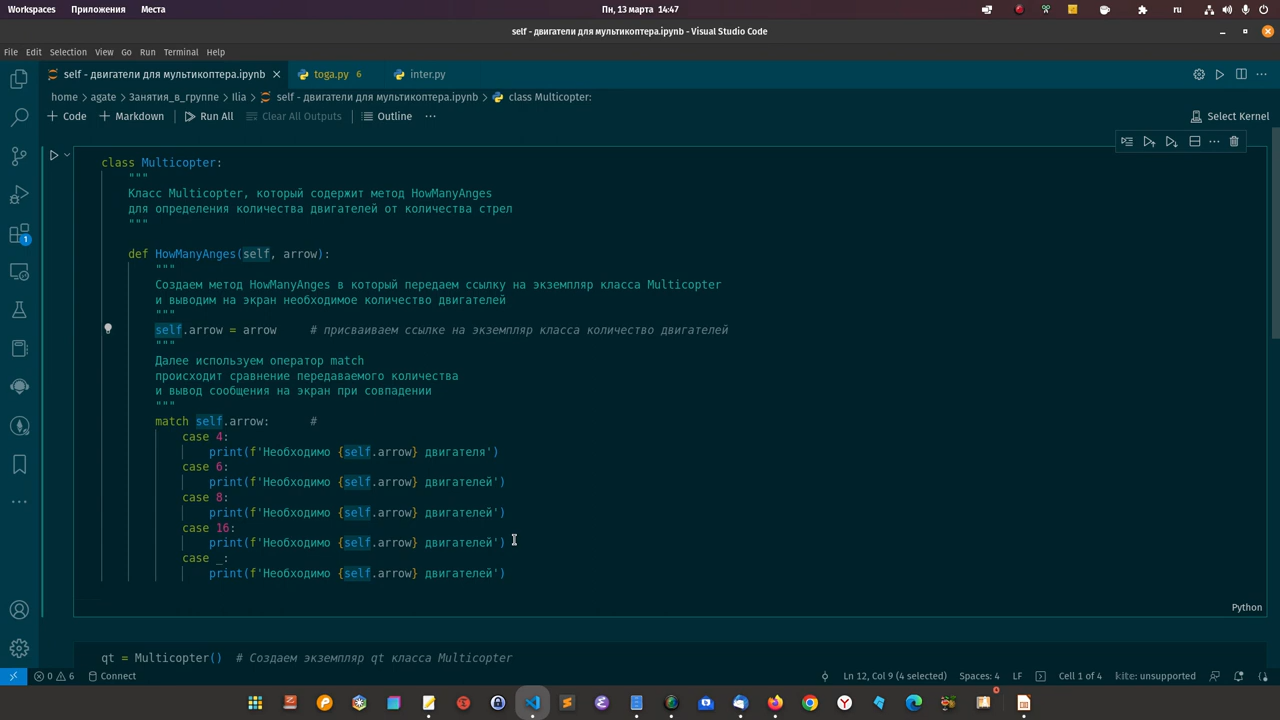 Workspaces Приложения Места Пн, 13 марта 14:47 ru
self - двигатели для мультикоптера.ipynb - Visual Studio Code
File Edit Selection View Go Run Terminal Help
self - двигатели для мультикоптера.ipynb toga.py 6 inter.py
home > agate > Занятия_в_группе > Ilia > self - двигатели для мультикоптера.ipynb > class Multicopter:
+ Code + Markdown Run All Clear All Outputs Outline ... Select Kernel
class Multicopter:
"""
Класс Multicopter, который содержит метод HowManyAnges
для определения количества двигателей от количества стрел
"""
def HowManyAnges(self, arrow):
"""
Создаем метод HowManyAnges в который передаем ссылку на экземпляр класса Multicopter
и выводим на экран необходимое количество двигателей
"""
self.arrow = arrow # присваиваем ссылке на экземпляр класса количество двигателей
"""
Далее используем оператор match
происходит сравнение передаваемого количества
и вывод сообщения на экран при совпадении
"""
match self.arrow: #
case 4:
print(f'Необходимо {self.arrow} двигателя')
case 6:
print(f'Необходимо {self.arrow} двигателей')
case 8:
print(f'Необходимо {self.arrow} двигателей')
case 16:
print(f'Необходимо {self.arrow} двигателей')
case _:
print(f'Необходимо {self.arrow} двигателей')
Python
qt = Multicopter() # Создаем экземпляр qt класса Multicopter
0 6 Connect Ln 12, Col 9 (4 selected) Spaces: 4 LF Cell 1 of 4 kite: unsupported